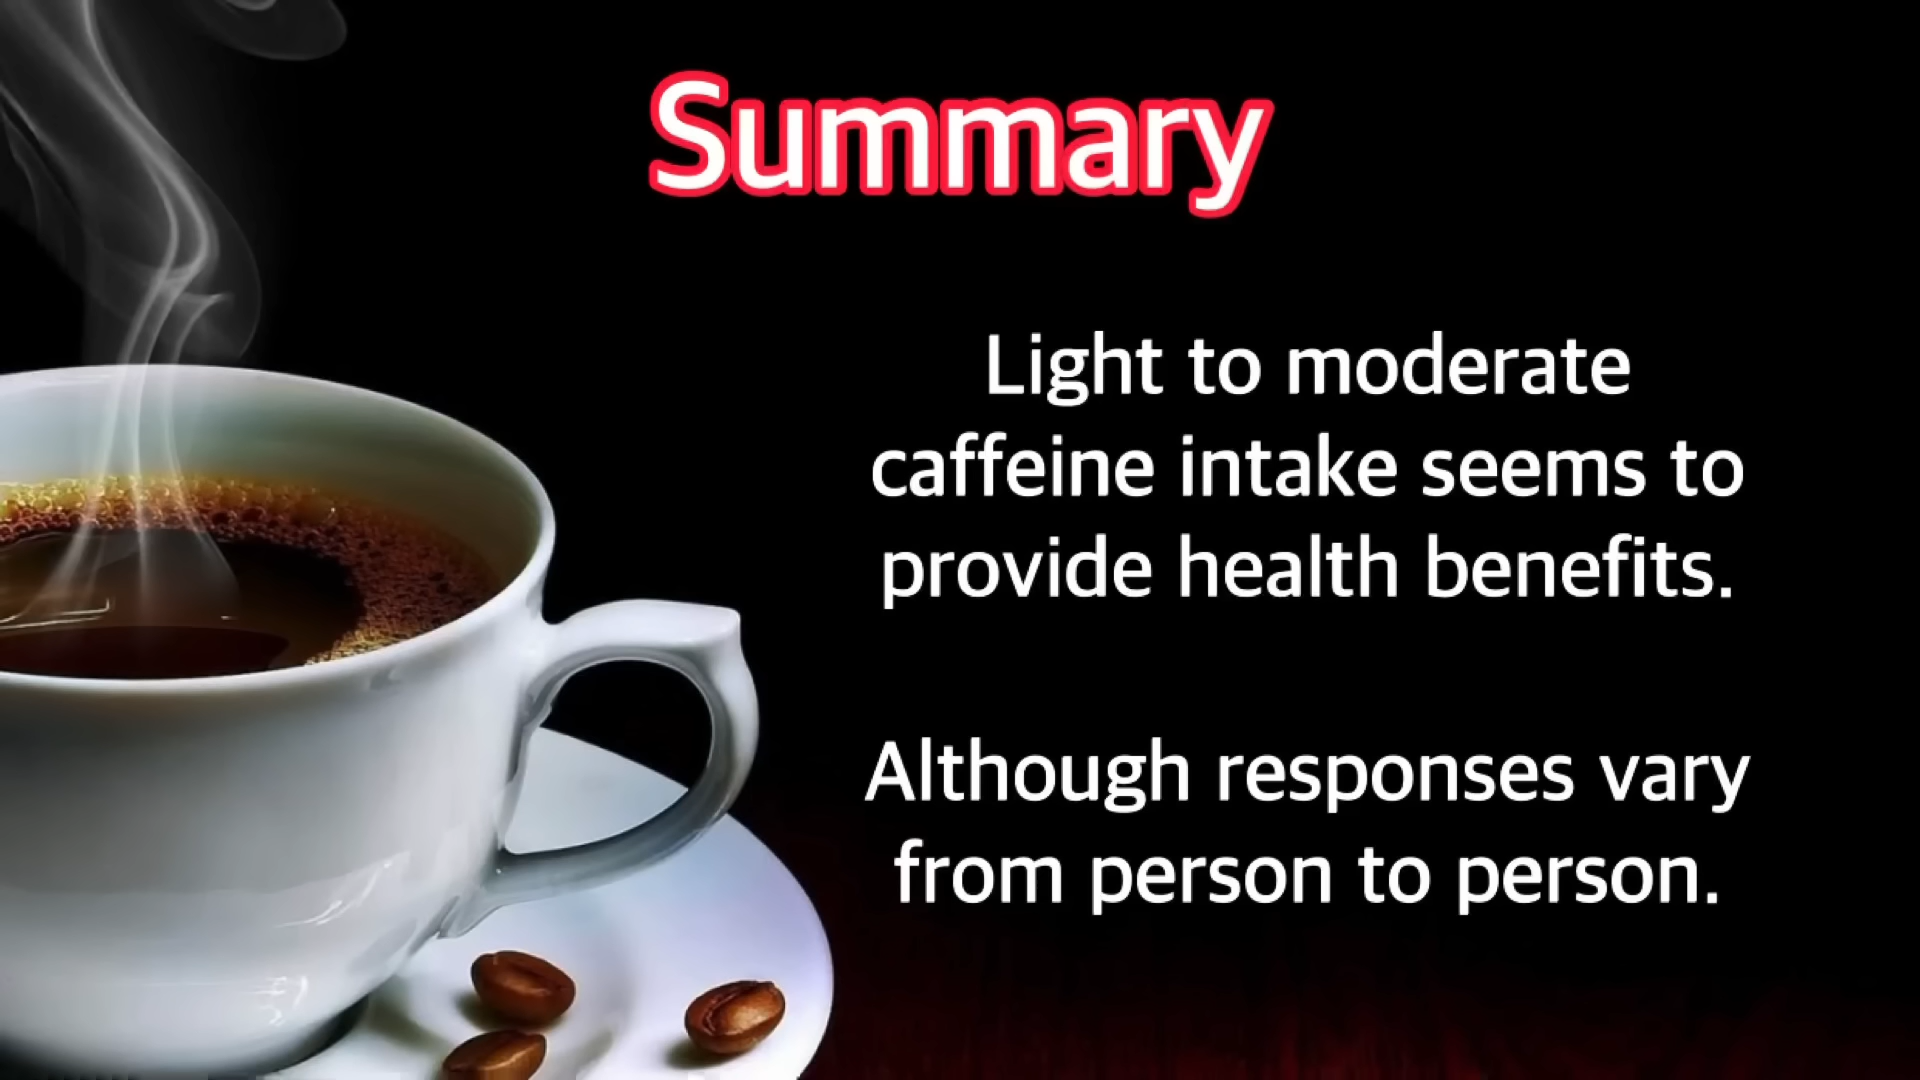 Summary
Light to moderate
caffeine intake seems to
provide health benefits.
Although responses vary
from person to person.